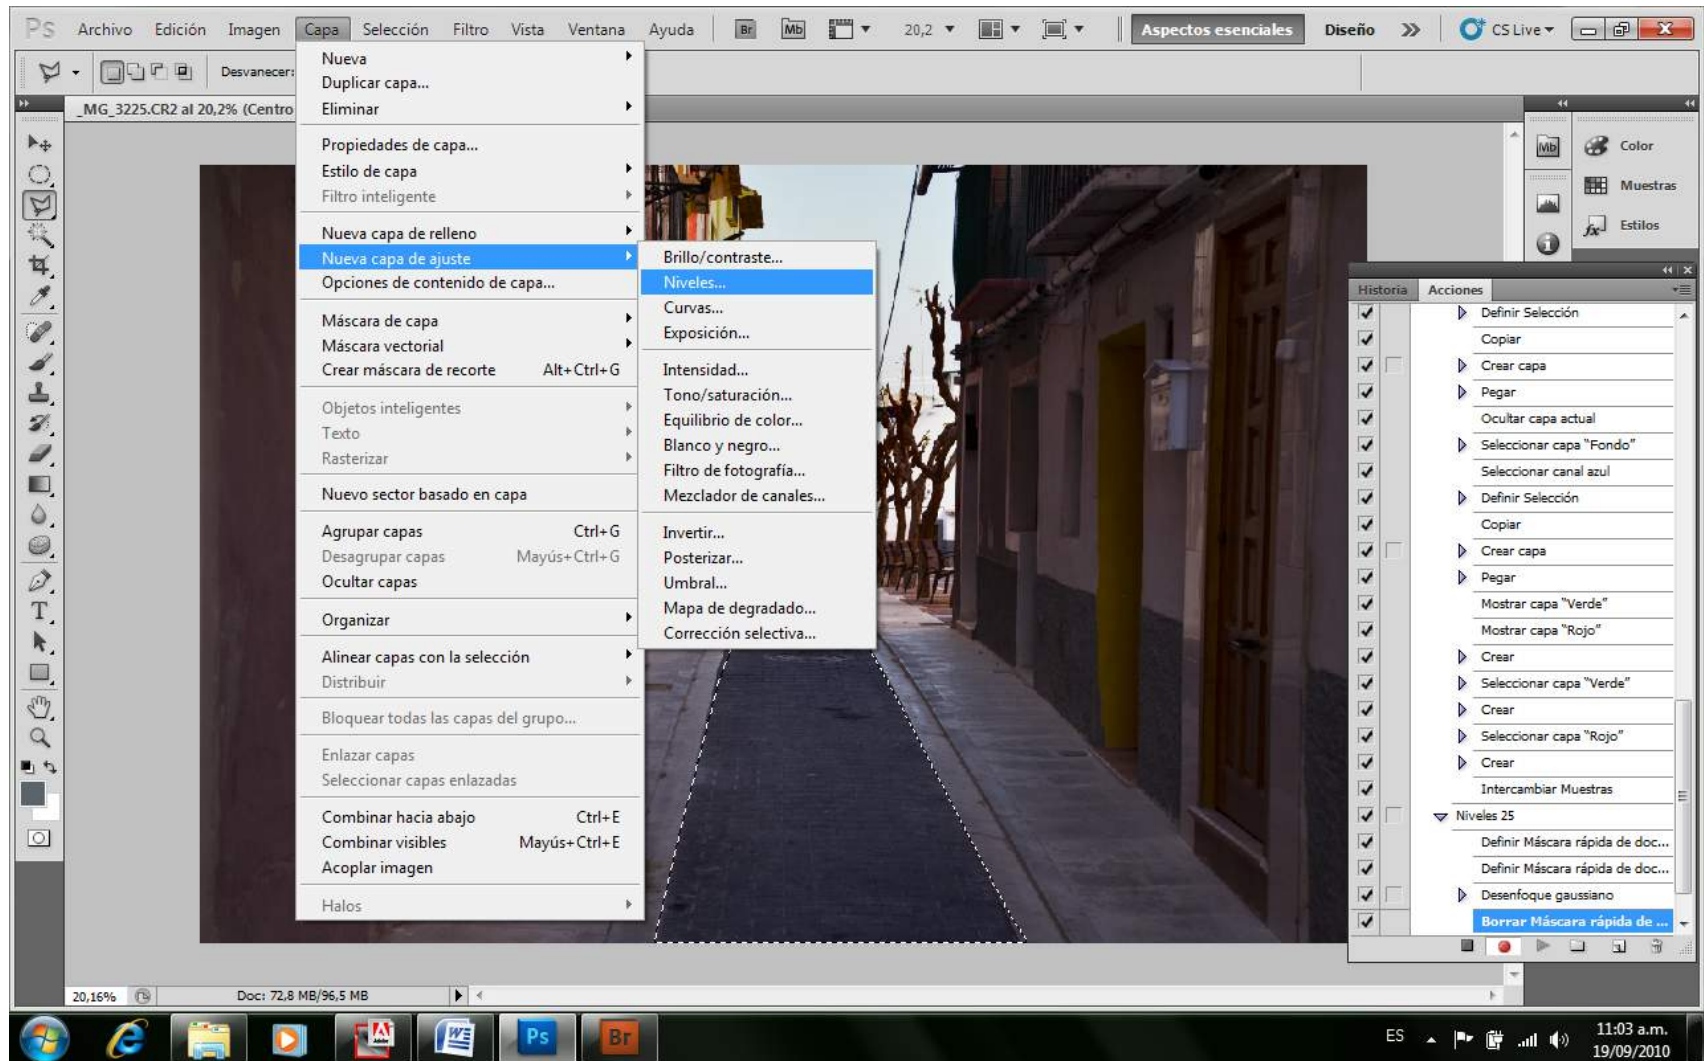 Ps Archivo Edición Imagen Capa Selección Filtro Vista Ventana Ayuda Br Mb 20,2 Aspectos esenciales Diseño CS Live
Desvanecer:
_MG_3225.CR2 al 20,2% (Centro
Nueva
Duplicar capa...
Eliminar
Propiedades de capa...
Estilo de capa
Filtro inteligente
Nueva capa de relleno
Nueva capa de ajuste
Opciones de contenido de capa...
Máscara de capa
Máscara vectorial
Crear máscara de recorte Alt+Ctrl+G
Objetos inteligentes
Texto
Rasterizar
Nuevo sector basado en capa
Agrupar capas Ctrl+G
Desagrupar capas Mayús+Ctrl+G
Ocultar capas
Organizar
Alinear capas con la selección
Distribuir
Bloquear todas las capas del grupo...
Enlazar capas
Seleccionar capas enlazadas
Combinar hacia abajo Ctrl+E
Combinar visibles Mayús+Ctrl+E
Acoplar imagen
Halos
Brillo/contraste...
Niveles...
Curvas...
Exposición...
Intensidad...
Tono/saturación...
Equilibrio de color...
Blanco y negro...
Filtro de fotografía...
Mezclador de canales...
Invertir...
Posterizar...
Umbral...
Mapa de degradado...
Corrección selectiva...
Mb
Color
Muestras
Estilos
Historia Acciones
Definir Selección
Copiar
Crear capa
Pegar
Ocultar capa actual
Seleccionar capa "Fondo"
Seleccionar canal azul
Definir Selección
Copiar
Crear capa
Pegar
Mostrar capa "Verde"
Mostrar capa "Rojo"
Crear
Seleccionar capa "Verde"
Crear
Seleccionar capa "Rojo"
Crear
Intercambiar Muestras
Niveles 25
Definir Máscara rápida de doc...
Definir Máscara rápida de doc...
Desenfoque gaussiano
Borrar Máscara rápida de ...
20,16% Doc: 72,8 MB/96,5 MB
Adobe
W
Ps
Br
ES
11:03 a.m.
19/09/2010